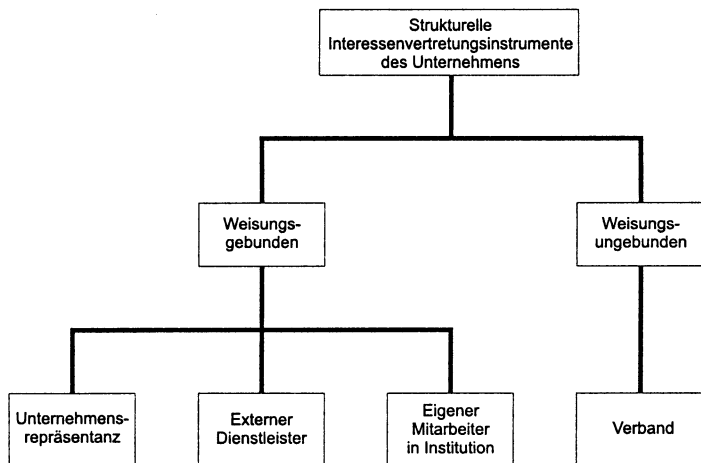 Strukturelle
Interessenvertretungsinstrumente
des Unternehmens
Weisungs-
gebunden
Weisungs-
ungebunden
Unternehmens-
repräsentanz
Externer
Dienstleister
Eigener
Mitarbeiter
in Institution
Verband